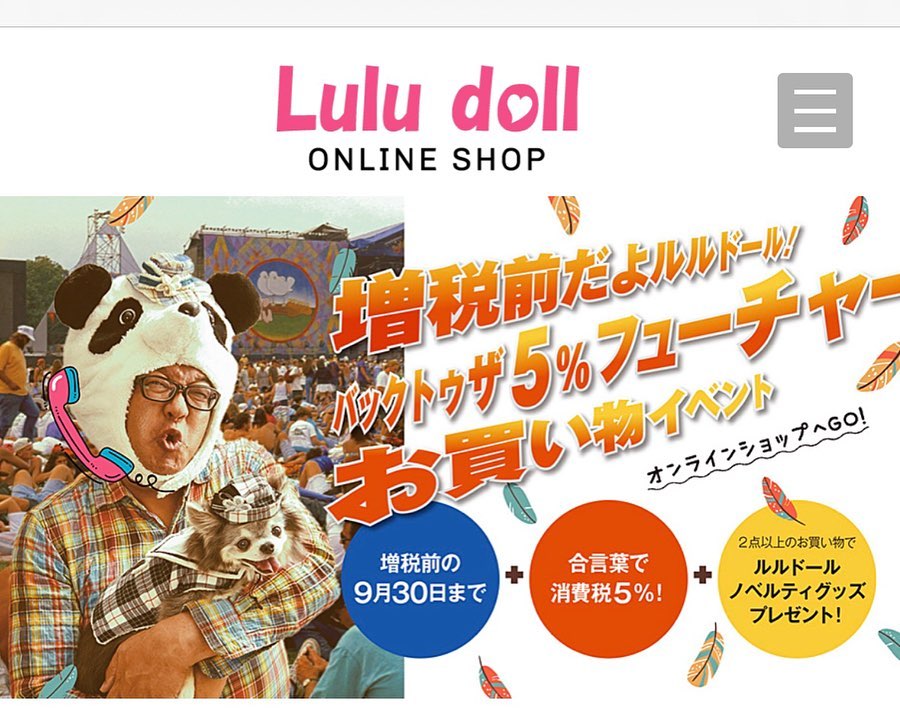 Lulu doll
ONLINE SHOP
増税前だよルルドール!
バックトゥザ5%フューチャー
お買い物イベント
オンラインショップへGO!
増税前の
9月30日まで
+
合言葉で
消費税5%!
+
2点以上のお買い物で
ルルドール
ノベルティグッズ
プレゼント!